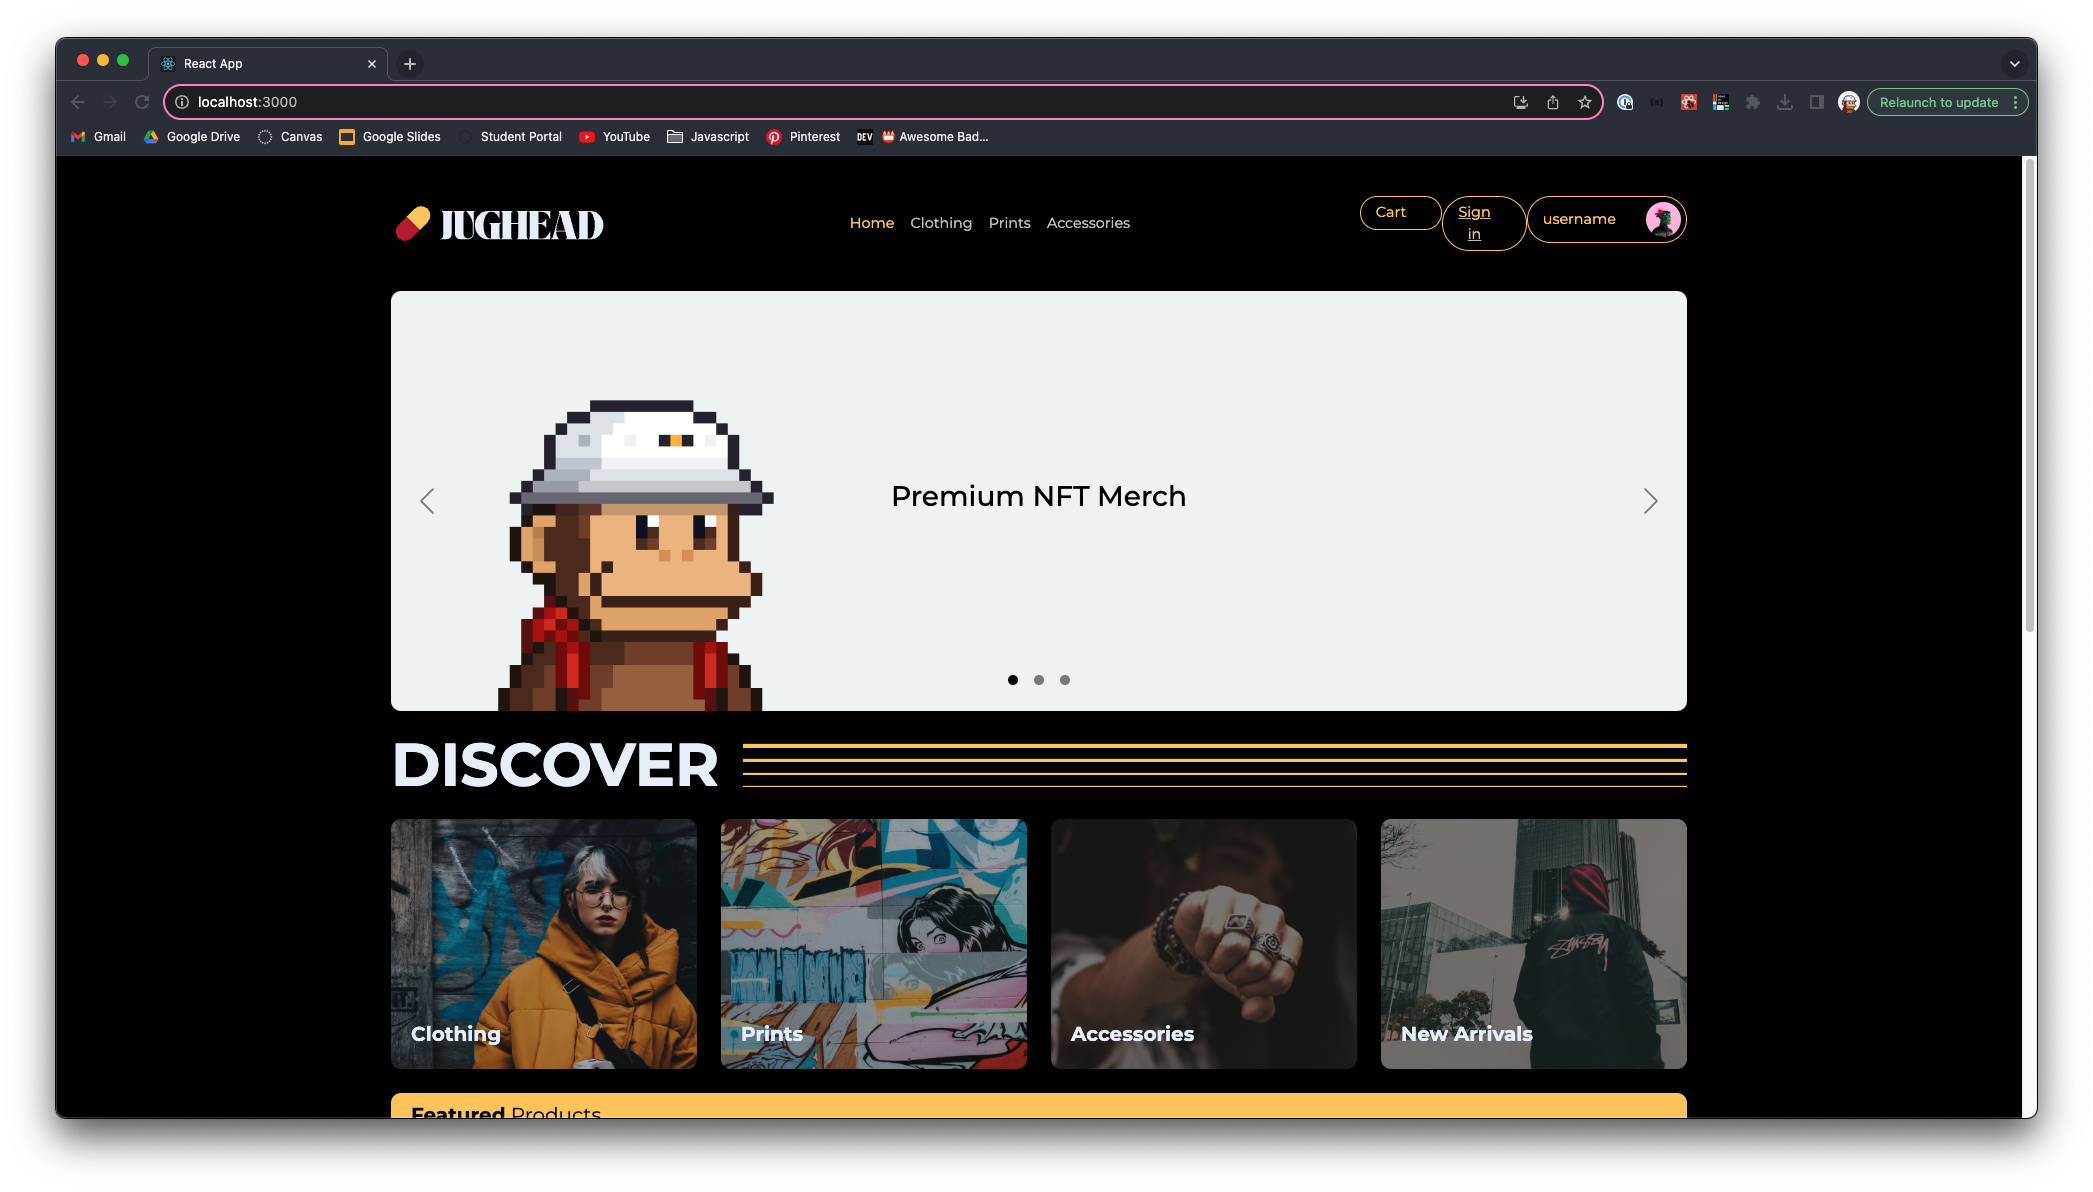 React App
localhost:3000
Relaunch to update
Gmail
Google Drive
Canvas
Google Slides
Student Portal
YouTube
Javascript
Pinterest
DEV
Awesome Bad...
JUGHEAD
Home
Clothing
Prints
Accessories
Cart
Sign
in
username
Premium NFT Merch
DISCOVER
Clothing
Prints
Accessories
STUSSY
New Arrivals
Featured Products